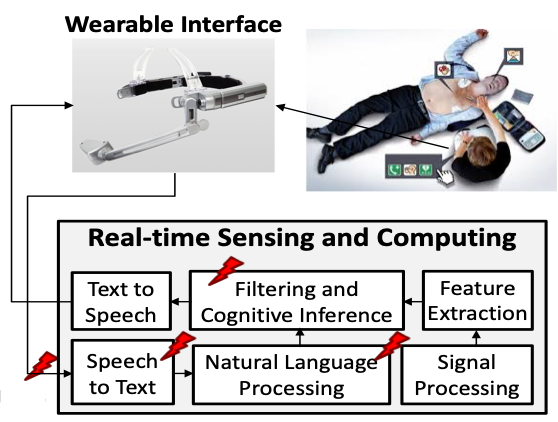 Wearable Interface
Real-time Sensing and Computing
Text to
Speech
Filtering and
Cognitive Inference
Feature
Extraction
Speech
to Text
Natural Language
Processing
Signal
Processing